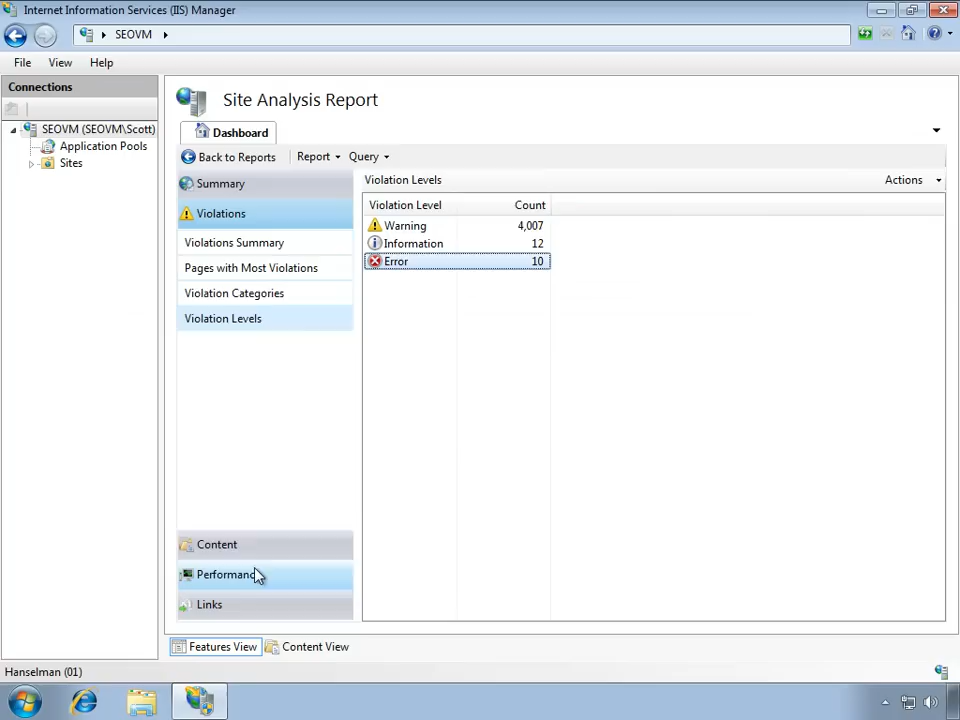 Internet Information Services (IIS) Manager
SEOVM
File View Help
Connections
SEOVM (SEOVM\Scott)
Application Pools
Sites
Site Analysis Report
Dashboard
Back to Reports Report Query
Summary
Violations
Violations Summary
Pages with Most Violations
Violation Categories
Violation Levels
Content
Performanc
Links
Violation Levels Actions
Violation Level Count
Warning 4,007
Information 12
Error 10
Features View Content View
Hanselman (01)